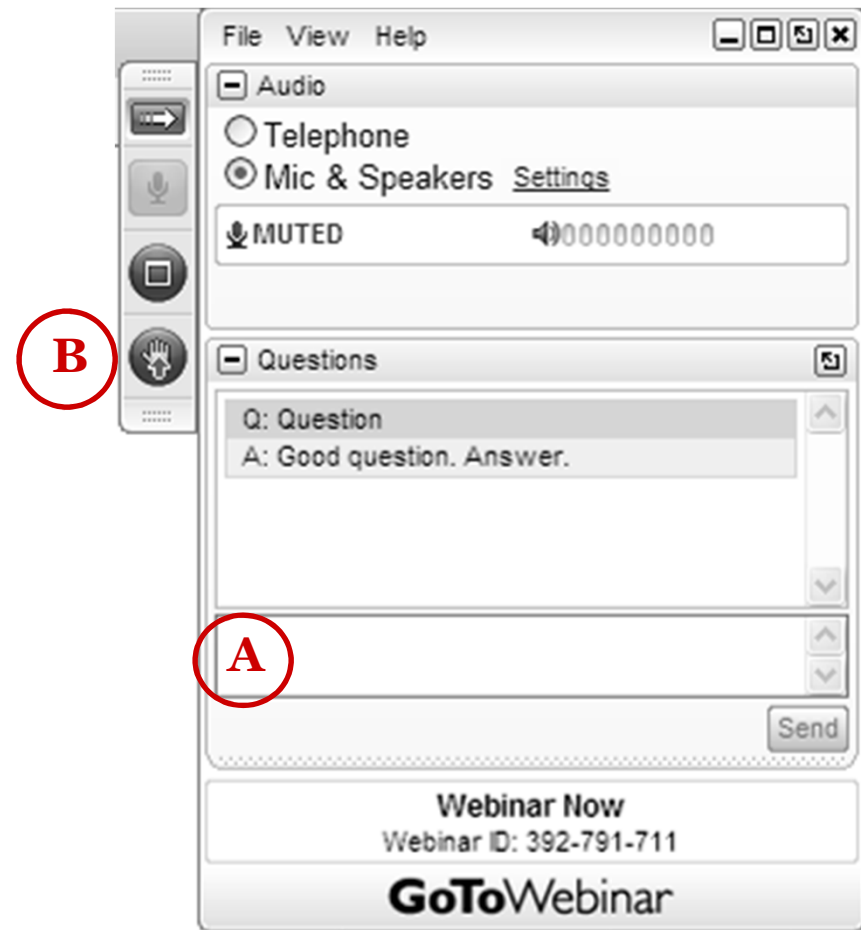 File View Help
Audio
Telephone
Mic & Speakers Settings
MUTED
B
Questions
Q: Question
A: Good question. Answer.
A
Send
Webinar Now
Webinar ID: 392-791-711
GoToWebinar